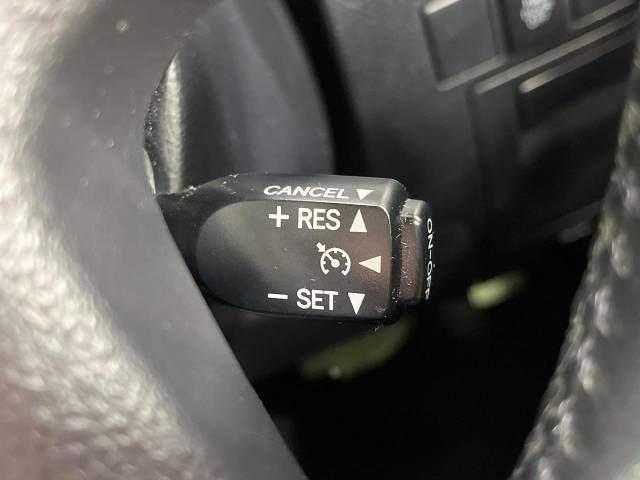 CANCEL ▼
+ RES ▲
◀
− SET ▼
ON-OFF